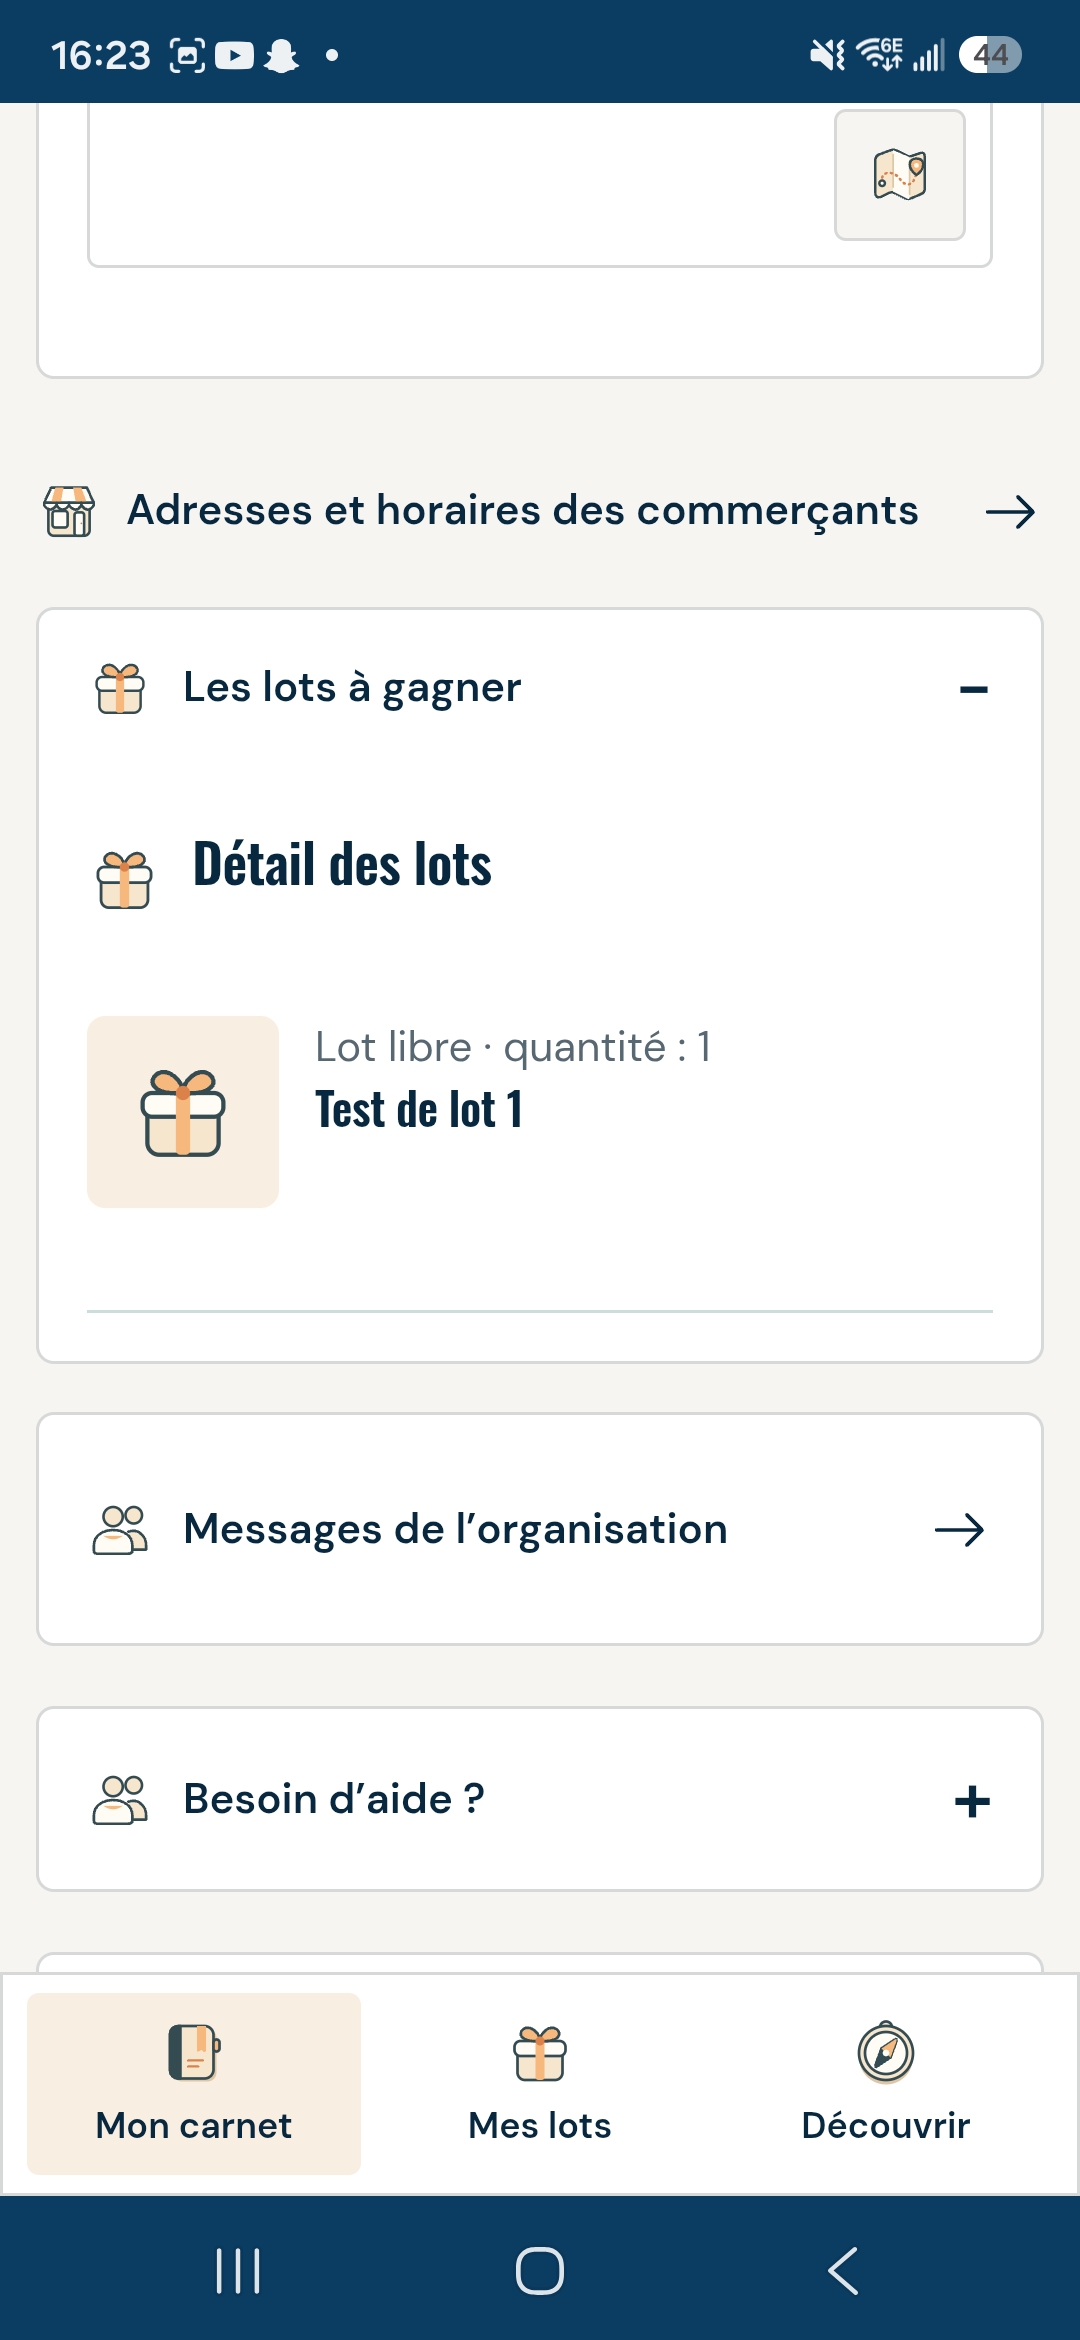 16:23
6E
44
Adresses et horaires des commerçants
Les lots à gagner
Détail des lots
Lot libre · quantité : 1
Test de lot 1
Messages de l’organisation
Besoin d’aide ?
Mon carnet
Mes lots
Découvrir